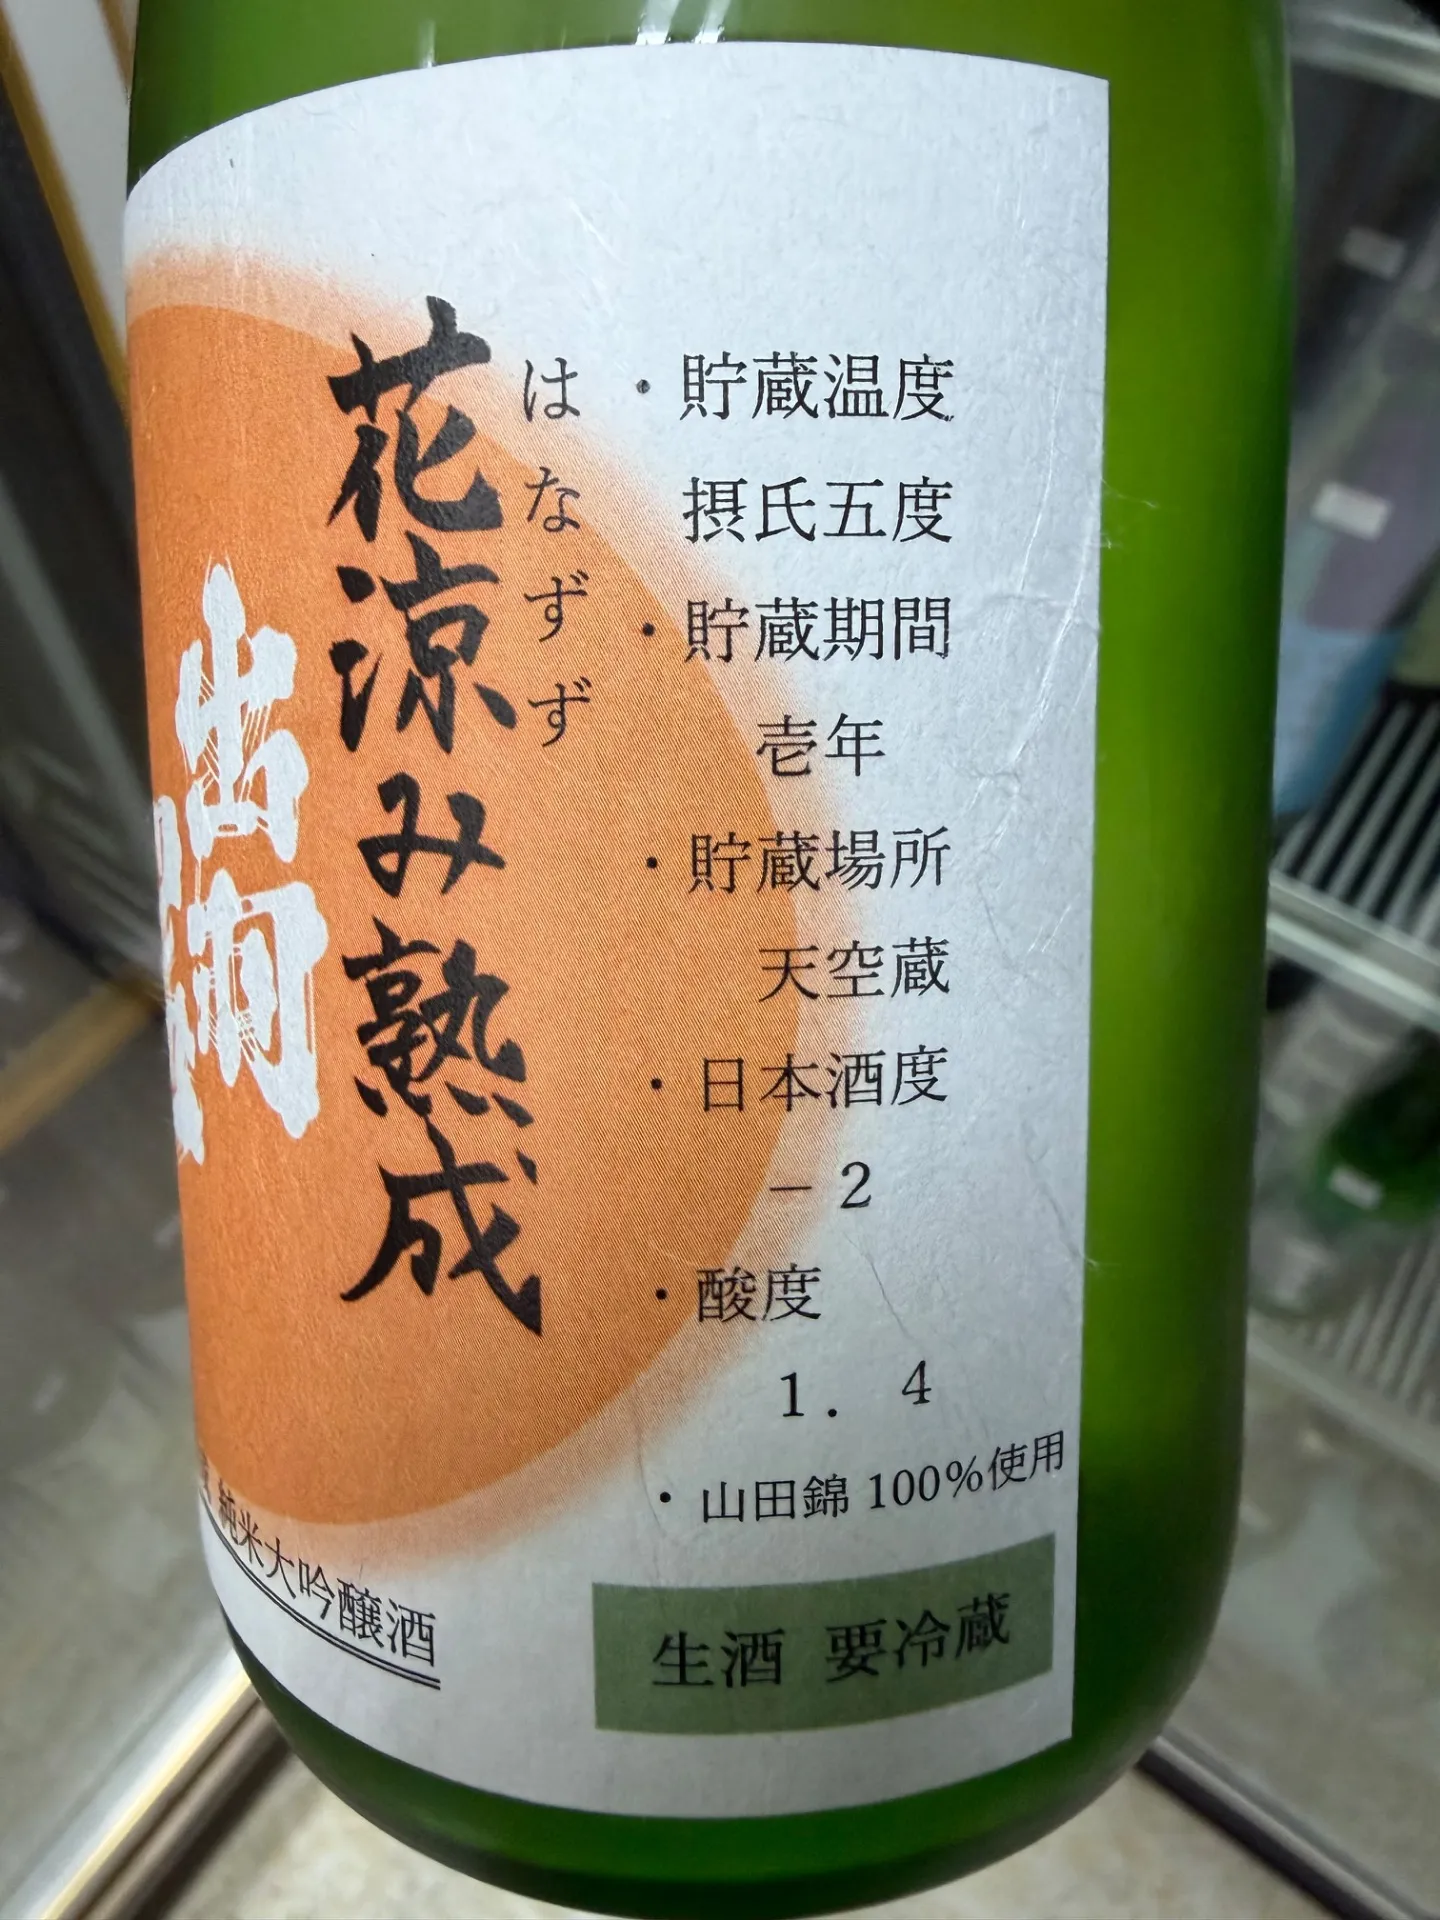 ・貯蔵温度
摂氏五度
・貯蔵期間
壱年
・貯蔵場所
天空蔵
・日本酒度
－2
・酸度
1．4
・山田錦 100％使用
はなずず
花涼み熟成
純米大吟醸酒
生酒 要冷蔵